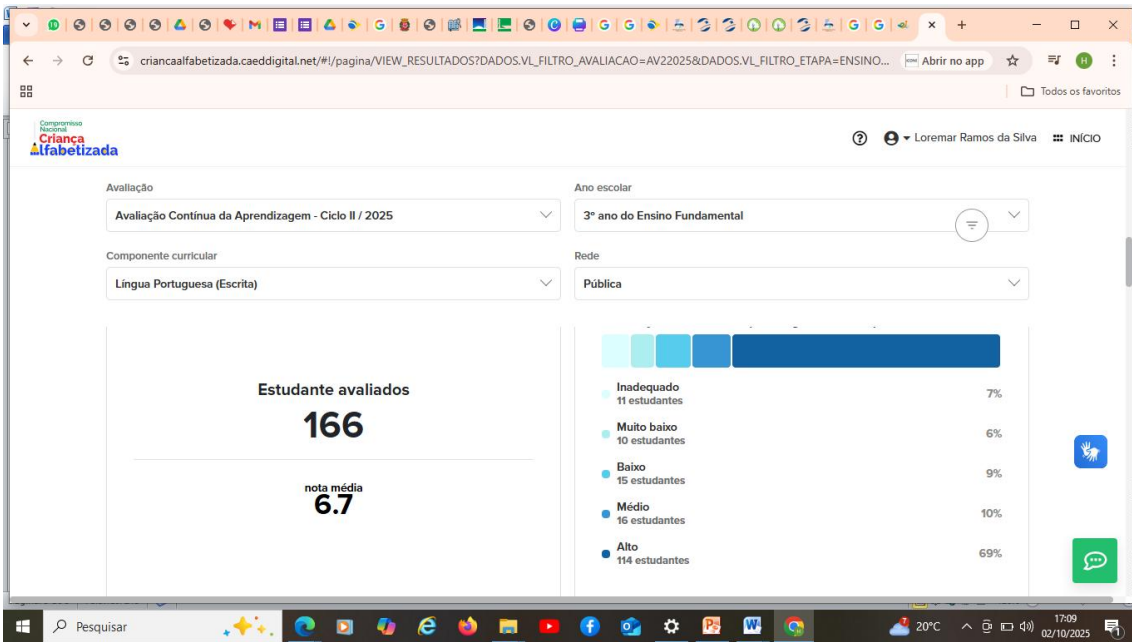 criancaalfabetizada.caeddigital.net/#!/pagina/VIEW_RESULTADOS?DADOS.VL_FILTRO_AVALIACAO=AV22025&DADOS.VL_FILTRO_ETAPA=ENSINO...
Abrir no app
H
Todos os favoritos
Compromisso
Nacional
Criança
Alfabetizada
Loremar Ramos da Silva
INÍCIO
Avaliação
Avaliação Contínua da Aprendizagem - Ciclo II / 2025
Ano escolar
3º ano do Ensino Fundamental
Componente curricular
Língua Portuguesa (Escrita)
Rede
Pública
Estudante avaliados
166
nota média
6.7
Inadequado
11 estudantes
7%
Muito baixo
10 estudantes
6%
Baixo
15 estudantes
9%
Médio
16 estudantes
10%
Alto
114 estudantes
69%
Pesquisar
20°C
17:09
02/10/2025